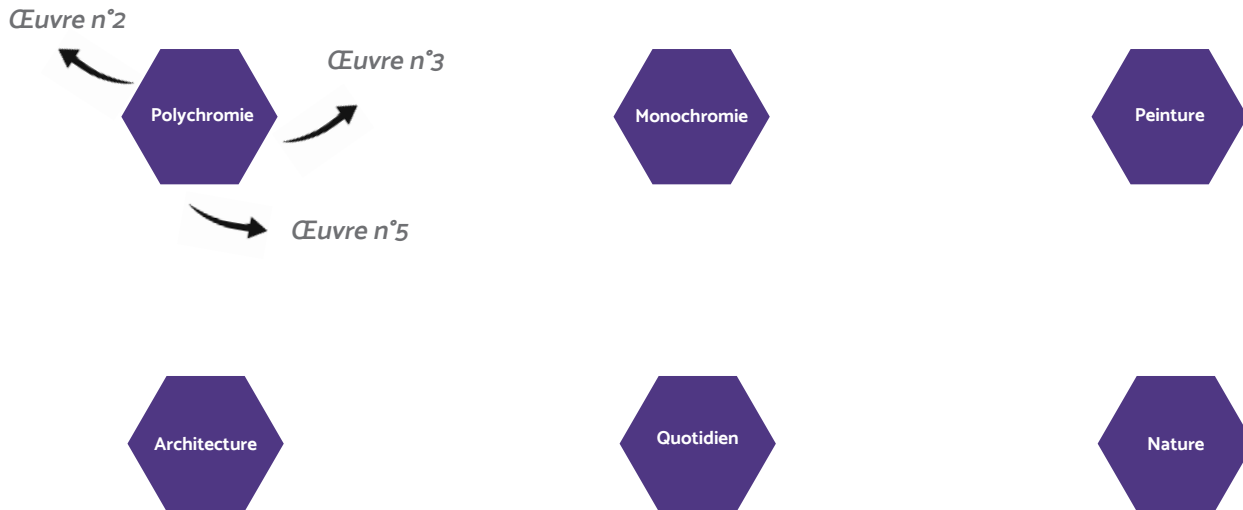 Œuvre n°2
Œuvre n°3
Polychromie
Monochromie
Peinture
Œuvre n°5
Architecture
Quotidien
Nature